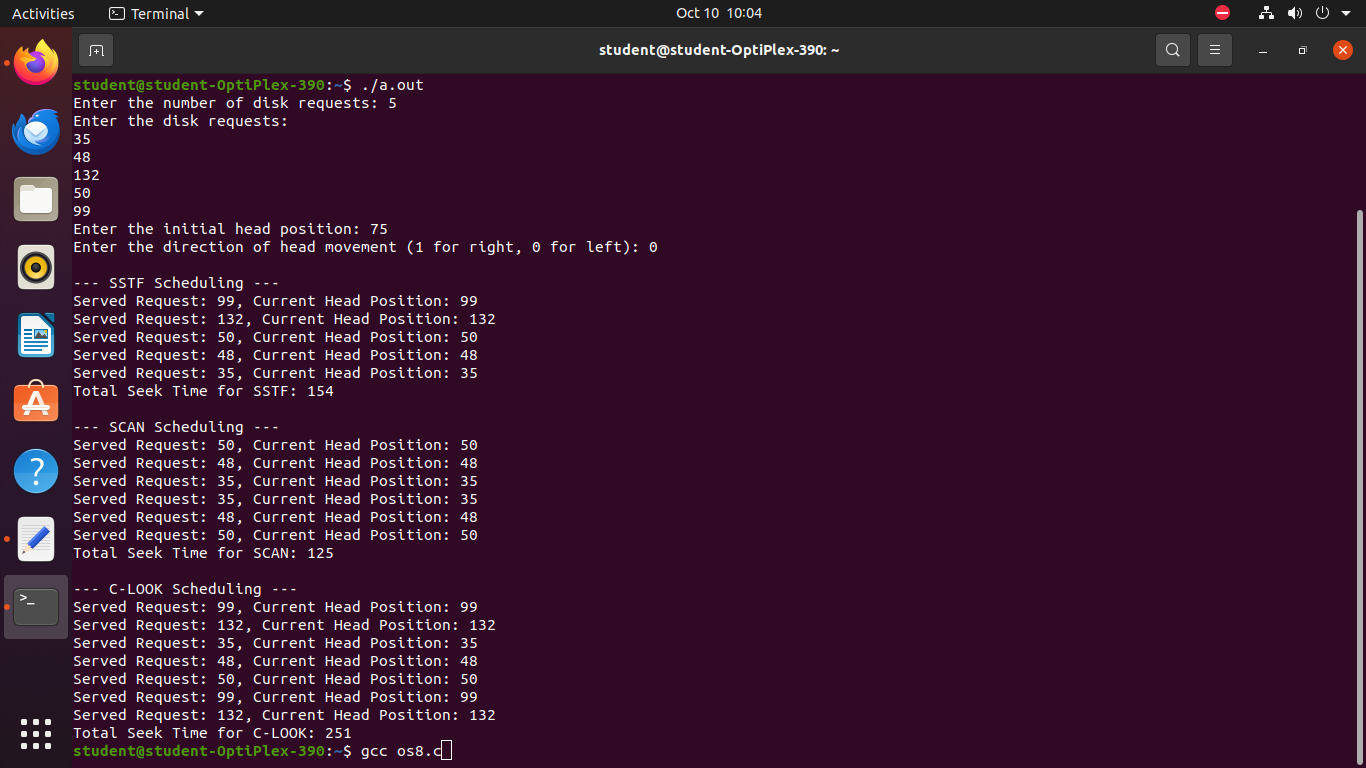 Activities
Terminal
Oct 10 10:04
student@student-OptiPlex-390: ~
student@student-OptiPlex-390:~$ ./a.out
Enter the number of disk requests: 5
Enter the disk requests:
35
48
132
50
99
Enter the initial head position: 75
Enter the direction of head movement (1 for right, 0 for left): 0
--- SSTF Scheduling ---
Served Request: 99, Current Head Position: 99
Served Request: 132, Current Head Position: 132
Served Request: 50, Current Head Position: 50
Served Request: 48, Current Head Position: 48
Served Request: 35, Current Head Position: 35
Total Seek Time for SSTF: 154
--- SCAN Scheduling ---
Served Request: 50, Current Head Position: 50
Served Request: 48, Current Head Position: 48
Served Request: 35, Current Head Position: 35
Served Request: 35, Current Head Position: 35
Served Request: 48, Current Head Position: 48
Served Request: 50, Current Head Position: 50
Total Seek Time for SCAN: 125
--- C-LOOK Scheduling ---
Served Request: 99, Current Head Position: 99
Served Request: 132, Current Head Position: 132
Served Request: 35, Current Head Position: 35
Served Request: 48, Current Head Position: 48
Served Request: 50, Current Head Position: 50
Served Request: 99, Current Head Position: 99
Served Request: 132, Current Head Position: 132
Total Seek Time for C-LOOK: 251
student@student-OptiPlex-390:~$ gcc os8.c